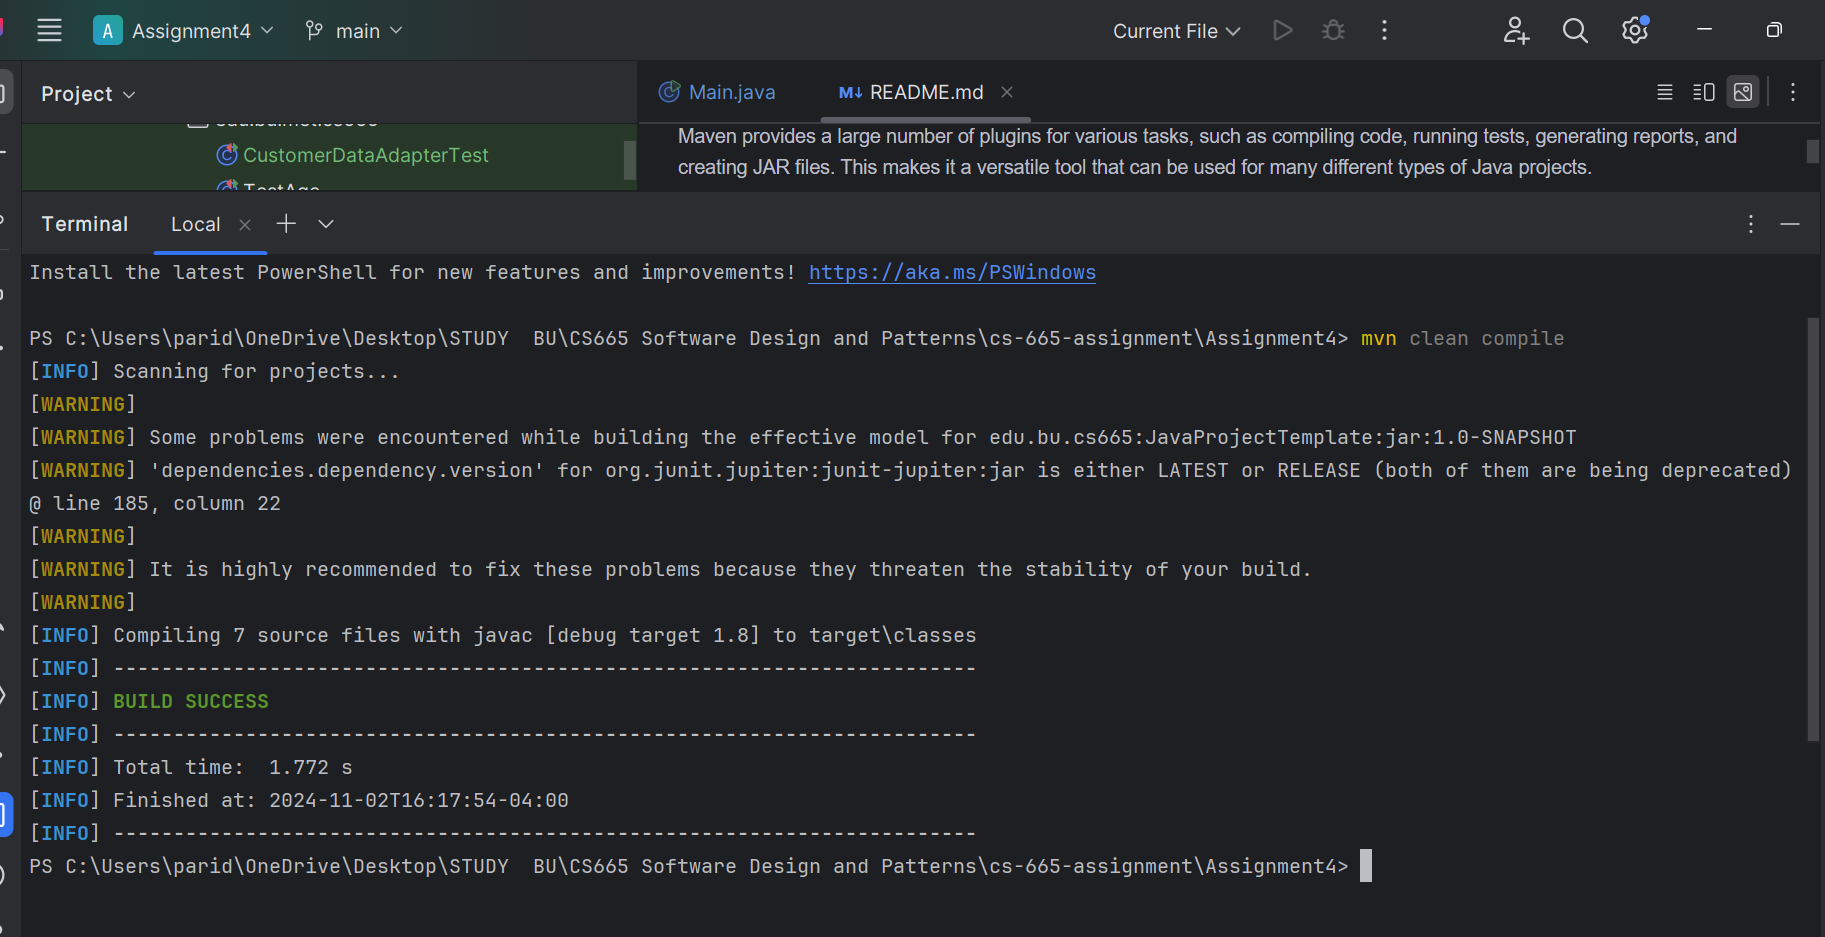 A Assignment4 main Current File
Project
Main.java README.md
CustomerDataAdapterTest
TestAge
Maven provides a large number of plugins for various tasks, such as compiling code, running tests, generating reports, and
creating JAR files. This makes it a versatile tool that can be used for many different types of Java projects.
Terminal Local
Install the latest PowerShell for new features and improvements! https://aka.ms/PSWindows
PS C:\Users\parid\OneDrive\Desktop\STUDY  BU\CS665 Software Design and Patterns\cs-665-assignment\Assignment4> mvn clean compile
[INFO] Scanning for projects...
[WARNING]
[WARNING] Some problems were encountered while building the effective model for edu.bu.cs665:JavaProjectTemplate:jar:1.0-SNAPSHOT
[WARNING] 'dependencies.dependency.version' for org.junit.jupiter:junit-jupiter:jar is either LATEST or RELEASE (both of them are being deprecated)
@ line 185, column 22
[WARNING]
[WARNING] It is highly recommended to fix these problems because they threaten the stability of your build.
[WARNING]
[INFO] Compiling 7 source files with javac [debug target 1.8] to target\classes
[INFO] ------------------------------------------------------------------------
[INFO] BUILD SUCCESS
[INFO] ------------------------------------------------------------------------
[INFO] Total time:  1.772 s
[INFO] Finished at: 2024-11-02T16:17:54-04:00
[INFO] ------------------------------------------------------------------------
PS C:\Users\parid\OneDrive\Desktop\STUDY  BU\CS665 Software Design and Patterns\cs-665-assignment\Assignment4>